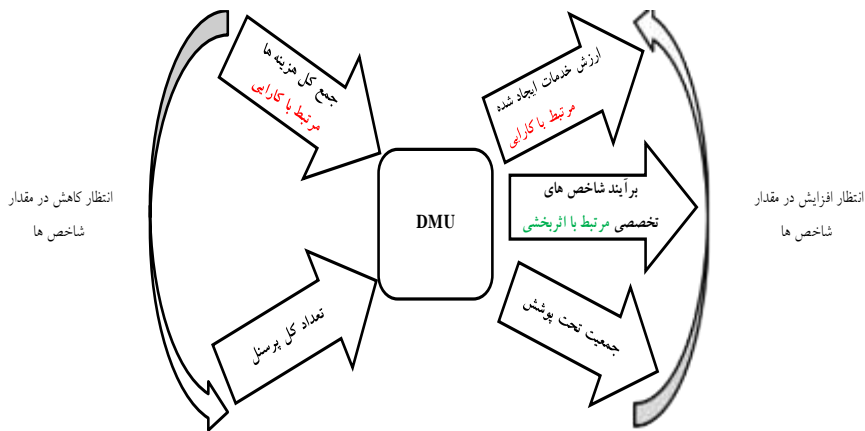 ارزش خدمات ایجاد شده
مرتبط با کارایی
جمع کل هزینه ها
مرتبط با کارایی
انتظار افزایش در مقدار
شاخص ها
برآیند شاخص های
تخصصی مرتبط با اثربخشی
DMU
انتظار کاهش در مقدار
شاخص ها
جمعیت تحت پوشش
تعداد کل پرسنل